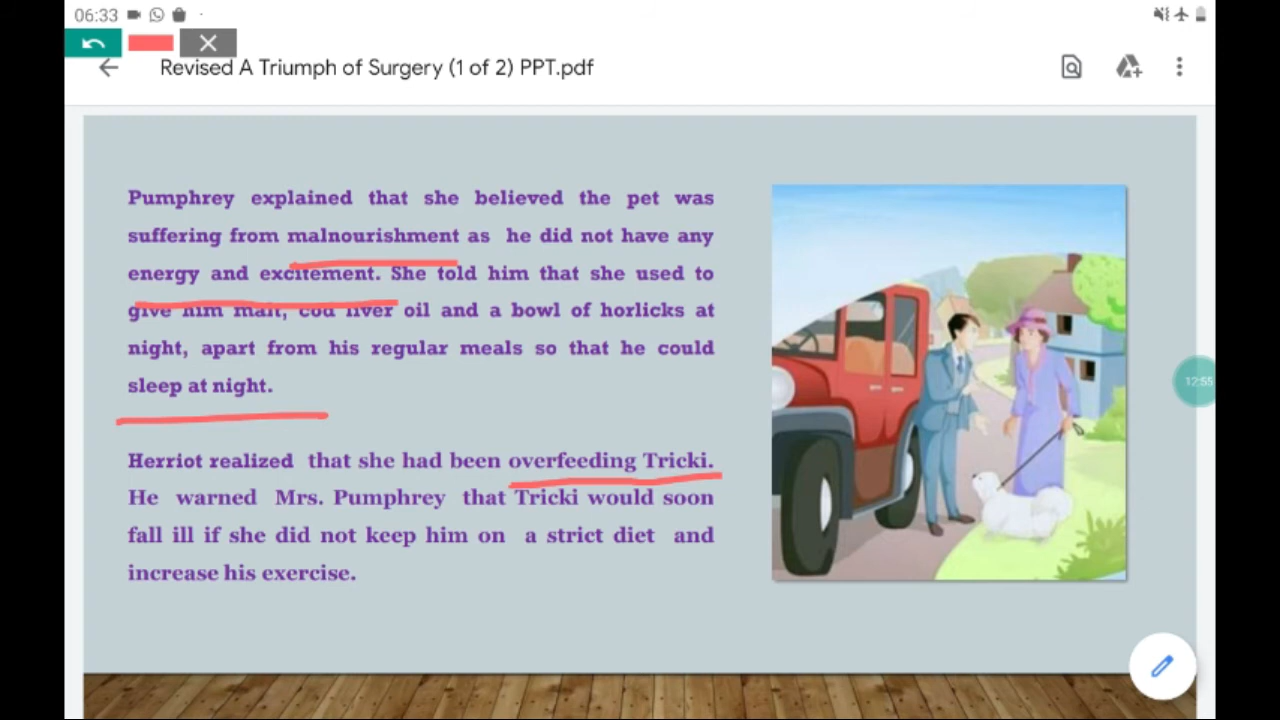 06:33
Revised A Triumph of Surgery (1 of 2) PPT.pdf
Pumphrey explained that she believed the pet was
suffering from malnourishment as he did not have any
energy and excitement. She told him that she used to
give him malt, cod liver oil and a bowl of horlicks at
night, apart from his regular meals so that he could
sleep at night.
12:55
Herriot realized that she had been overfeeding Tricki.
He warned Mrs. Pumphrey that Tricki would soon
fall ill if she did not keep him on a strict diet and
increase his exercise.